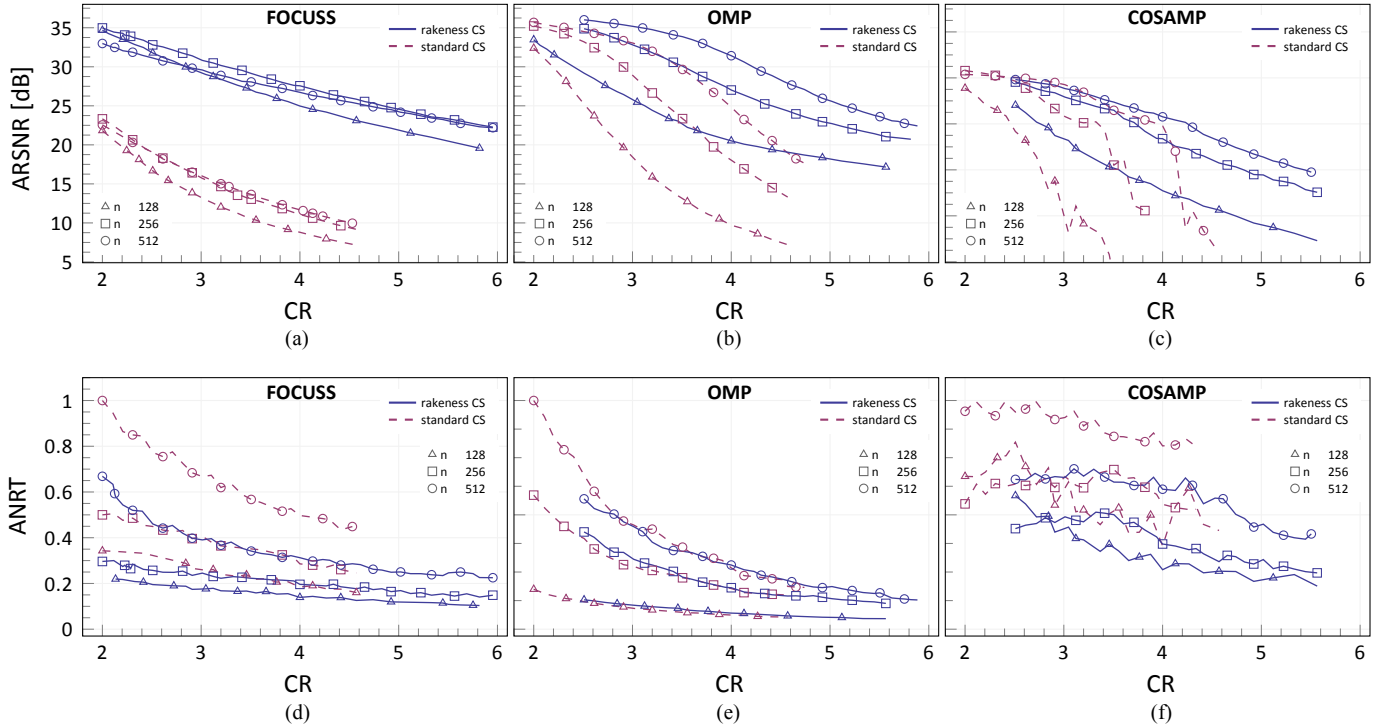 FOCUSS
OMP
COSAMP
rakeness CS
standard CS
rakeness CS
standard CS
rakeness CS
standard CS
ARSNR [dB]
35
30
25
20
15
10
5
n 128
n 256
n 512
n 128
n 256
n 512
n 128
n 256
n 512
2 3 4 5 6
2 3 4 5 6
2 3 4 5 6
CR
CR
CR
(a)
(b)
(c)
FOCUSS
OMP
COSAMP
rakeness CS
standard CS
rakeness CS
standard CS
rakeness CS
standard CS
n 128
n 256
n 512
n 128
n 256
n 512
n 128
n 256
n 512
ANRT
1
0.8
0.6
0.4
0.2
0
2 3 4 5 6
2 3 4 5 6
2 3 4 5 6
CR
CR
CR
(d)
(e)
(f)